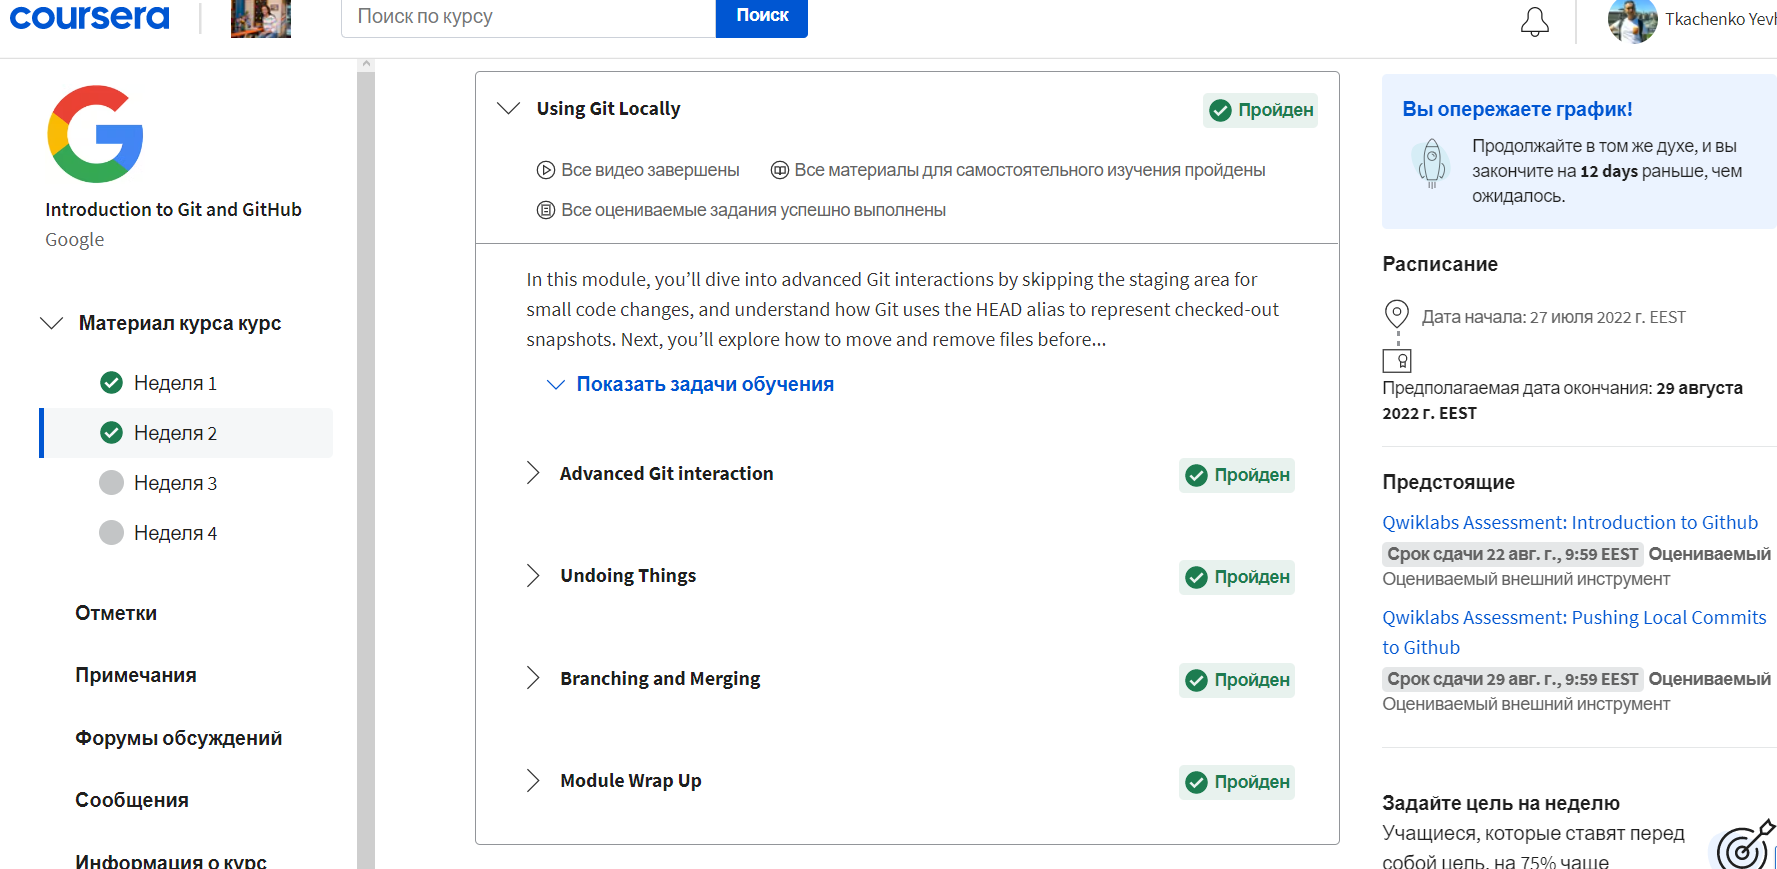 coursera
Поиск по курсу
Поиск
Tkachenko
Introduction to Git and GitHub
Google
Материал курса курс
Неделя 1
Неделя 2
Неделя 3
Неделя 4
Отметки
Примечания
Форумы обсуждений
Сообщения
Информация о курс
Using Git Locally
Пройден
Все видео завершены
Все материалы для самостоятельного изучения пройдены
Все оцениваемые задания успешно выполнены
In this module, you’ll dive into advanced Git interactions by skipping the staging area for
small code changes, and understand how Git uses the HEAD alias to represent checked-out
snapshots. Next, you’ll explore how to move and remove files before...
Показать задачи обучения
Advanced Git interaction
Пройден
Undoing Things
Пройден
Branching and Merging
Пройден
Module Wrap Up
Пройден
Вы опережаете график!
Продолжайте в том же духе, и вы
закончите на 12 days раньше, чем
ожидалось.
Расписание
Дата начала: 27 июля 2022 г. EEST
Предполагаемая дата окончания: 29 августа
2022 г. EEST
Предстоящие
Qwiklabs Assessment: Introduction to Github
Срок сдачи 22 авг. г., 9:59 EEST Оцениваемый
Оцениваемый внешний инструмент
Qwiklabs Assessment: Pushing Local Commits
to Github
Срок сдачи 29 авг. г., 9:59 EEST Оцениваемый
Оцениваемый внешний инструмент
Задайте цель на неделю
Учащиеся, которые ставят перед
собой цель, на 75% чаще